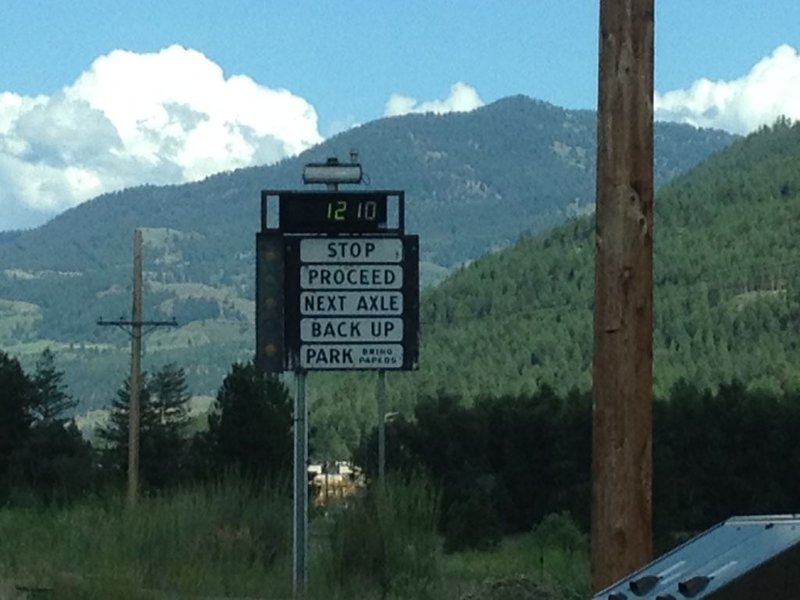 12 10
STOP
PROCEED
NEXT AXLE
BACK UP
PARK BRING PAPERS